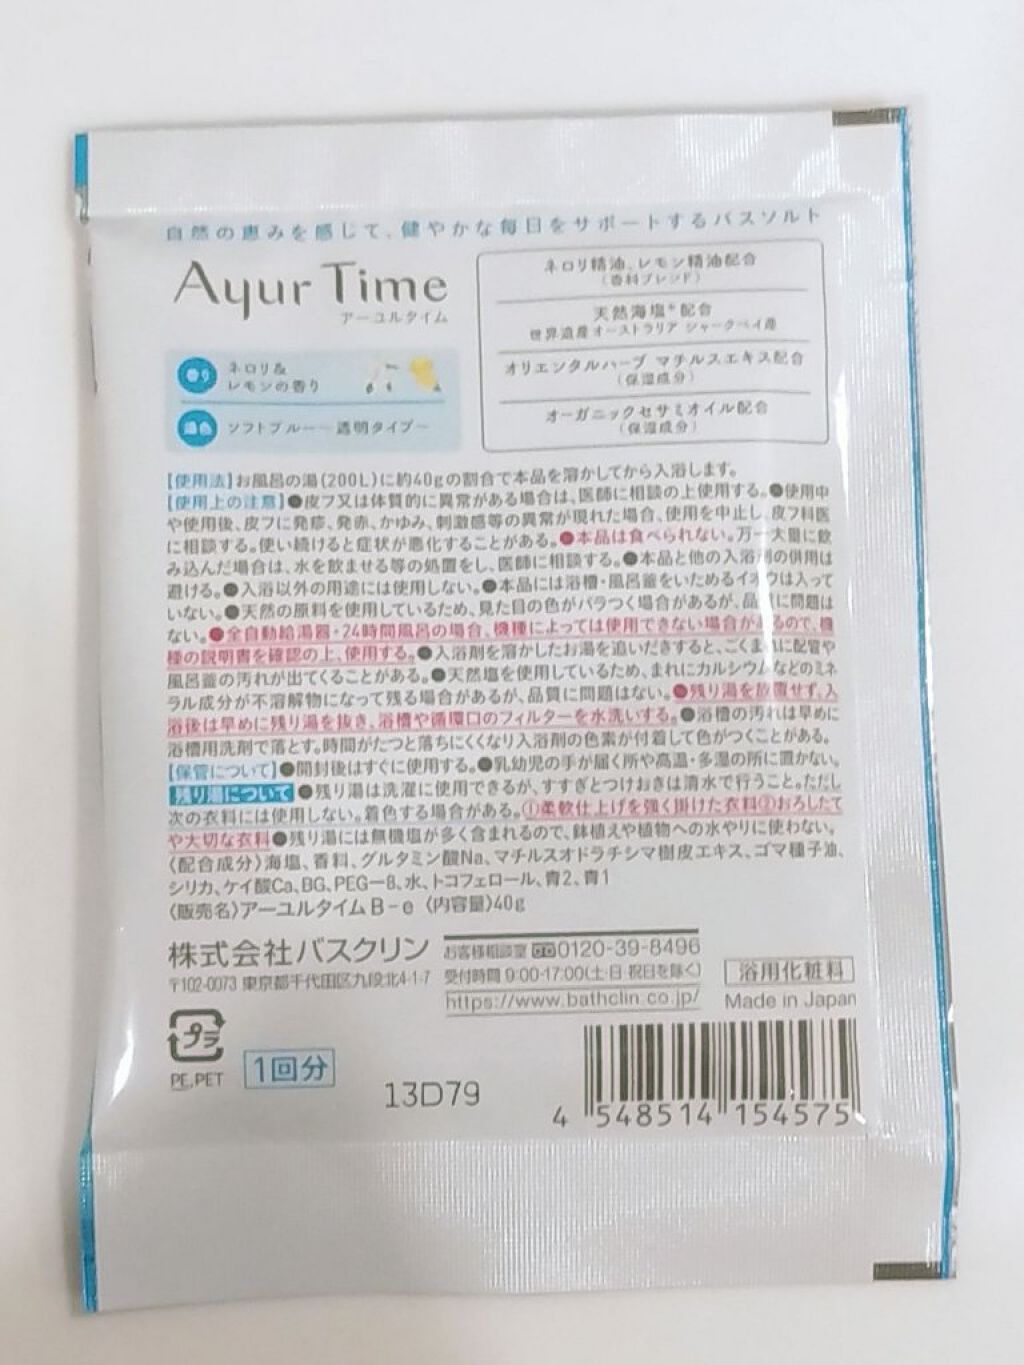 自然の恵みを感じて、健やかな毎日をサポートするバスソルト
Ayur Time
アーユルタイム
香り
ネロリ&
レモンの香り
湯色
ソフトブルー 透明タイプ
ネロリ精油、レモン精油配合
(香料ブレンド)
天然海塩*配合
世界遺産オーストラリア シャークベイ産
オリエンタルハーブ マチルスエキス配合
(保湿成分)
オーガニックセサミオイル配合
(保湿成分)
【使用法】お風呂の湯(200L)に約40gの割合で本品を溶かしてから入浴します。
【使用上の注意】●皮フ又は体質的に異常がある場合は、医師に相談の上使用する。●使用中
や使用後、皮フに発疹、発赤、かゆみ、刺激感等の異常が現れた場合、使用を中止し、皮フ科医
に相談する。使い続けると症状が悪化することがある。●本品は食べられない。万一大量に飲
み込んだ場合は、水を飲ませる等の処置をし、医師に相談する。●本品と他の入浴剤の併用は
避ける。●入浴以外の用途には使用しない。●本品には浴槽・風呂釜をいためるイオウは入って
いない。●天然の原料を使用しているため、見た目の色がバラつく場合があるが、品質に問題は
ない。●全自動給湯器・24時間風呂の場合、機種によっては使用できない場合があるので、機
種の説明書を確認の上、使用する。●入浴剤を溶かしたお湯を追いだきすると、ごくまれに配管や
風呂釜の汚れが出てくることがある。●天然塩を使用しているため、まれにカルシウムなどのミネ
ラル成分が不溶解物になって残る場合があるが、品質に問題はない。●残り湯を放置せず、入
浴後は早めに残り湯を抜き、浴槽や循環口のフィルターを水洗いする。●浴槽の汚れは早めに
浴槽用洗剤で落とす。時間がたつと落ちにくくなり入浴剤の色素が付着して色がつくことがある。
【保管について】●開封後はすぐに使用する。●乳幼児の手が届く所や高温・多湿の所に置かない。
残り湯について ●残り湯は洗濯に使用できるが、すすぎとつけおきは清水で行うこと。ただし
次の衣料には使用しない。着色する場合がある。①柔軟仕上げを強く掛けた衣料②おろしたて
や大切な衣料●残り湯には無機塩が多く含まれるので、鉢植えや植物への水やりに使わない。
〈配合成分〉海塩、香料、グルタミン酸Na、マチルスオドラチシマ樹皮エキス、ゴマ種子油、
シリカ、ケイ酸Ca、BG、PEG-8、水、トコフェロール、青2、青1
〈販売名〉アーユルタイムB-e 〈内容量〉40g
株式会社バスクリン
〒102-0073 東京都千代田区九段北4-1-7
お客様相談室 0120-39-8496
受付時間 9:00-17:00(土・日・祝日を除く)
https://www.bathclin.co.jp/
浴用化粧料
Made in Japan
プラ
PE,PET
1回分
13D79
4 548514 154575